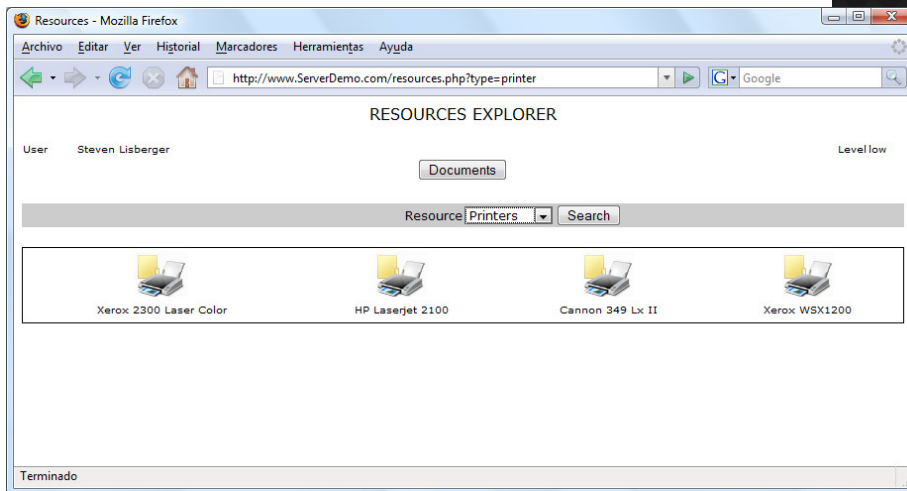 Resources - Mozilla Firefox
Archivo Editar Ver Historial Marcadores Herramientas Ayuda
http://www.ServerDemo.com/resources.php?type=printer
G Google
RESOURCES EXPLORER
User Steven Lisberger Level low
Documents
Resource Printers Search
Xerox 2300 Laser Color HP Laserjet 2100 Cannon 349 Lx II Xerox WSX1200
Terminado